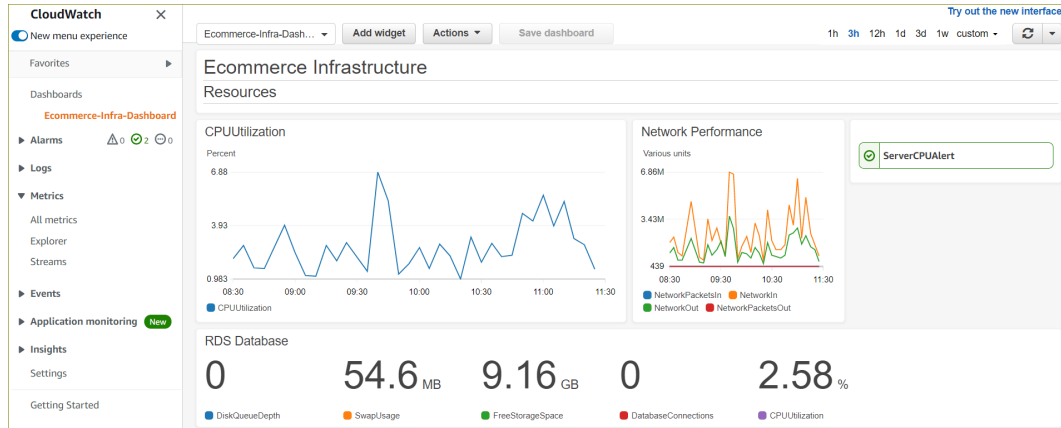 CloudWatch
New menu experience
Favorites
Dashboards
Ecommerce-Infra-Dashboard
Alarms 0 2 0
Logs
Metrics
All metrics
Explorer
Streams
Events
Application monitoring New
Insights
Settings
Getting Started
Try out the new interface
Ecommerce-Infra-Dash... Add widget Actions Save dashboard 1h 3h 12h 1d 3d 1w custom
Ecommerce Infrastructure
Resources
CPUUtilization
Percent
6.88
3.93
0.983
08:30 09:00 09:30 10:00 10:30 11:00 11:30
CPUUtilization
Network Performance
Various units
6.86M
3.43M
439
08:30 09:30 10:30 11:30
NetworkPacketsIn NetworkIn
NetworkOut NetworkPacketsOut
ServerCPUAlert
RDS Database
0 54.6 MB 9.16 GB 0 2.58 %
DiskQueueDepth SwapUsage FreeStorageSpace DatabaseConnections CPUUtilization